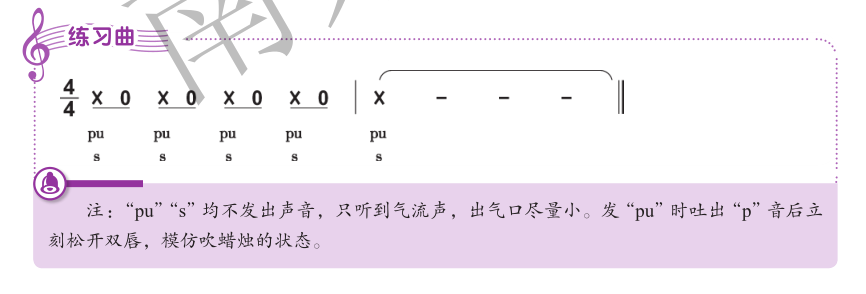 练习曲
南
4/4 X 0 X 0 X 0 X 0 | X – – – ‖
pu pu pu pu pu
s s s s s
注：“pu”“s”均不发出声音，只听到气流声，出气口尽量小。发“pu”时吐出“p”音后立
刻松开双唇，模仿吹蜡烛的状态。